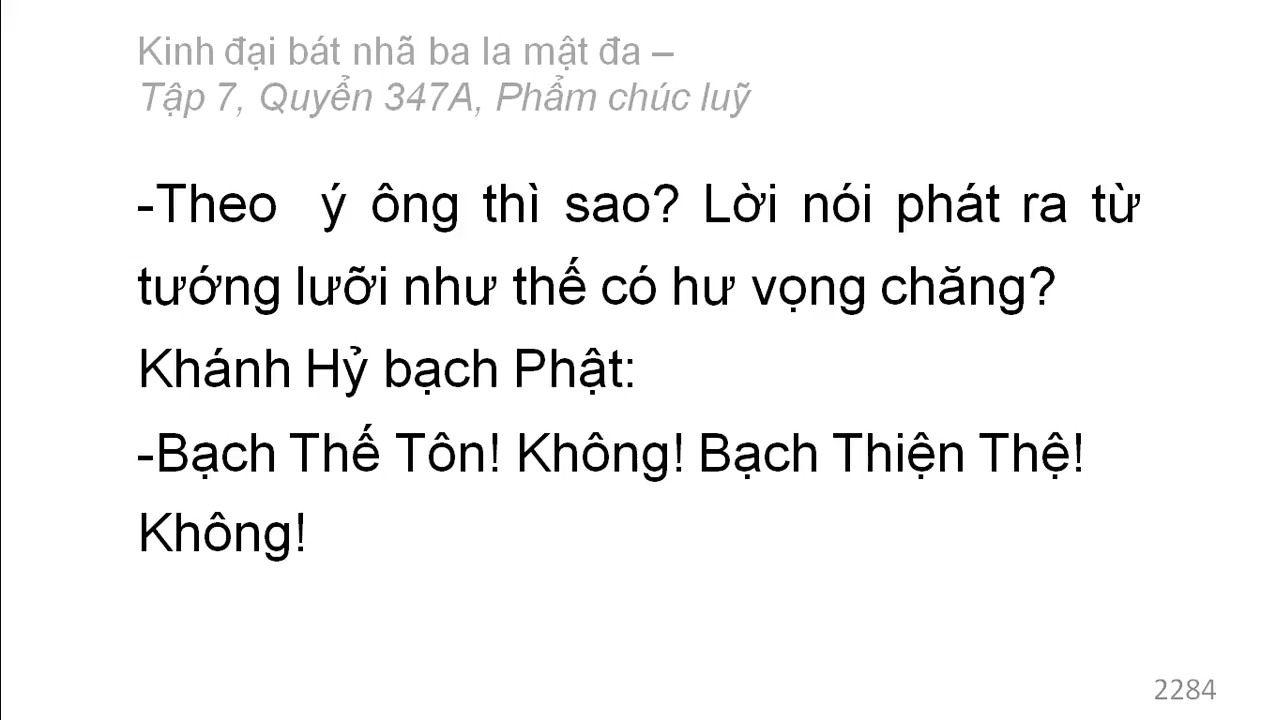 Kinh đại bát nhã ba la mật đa –
Tập 7, Quyển 347A, Phẩm chúc luỹ
-Theo ý ông thì sao? Lời nói phát ra từ
tướng lưỡi như thế có hư vọng chăng?
Khánh Hỷ bạch Phật:
-Bạch Thế Tôn! Không! Bạch Thiện Thệ!
Không!
2284